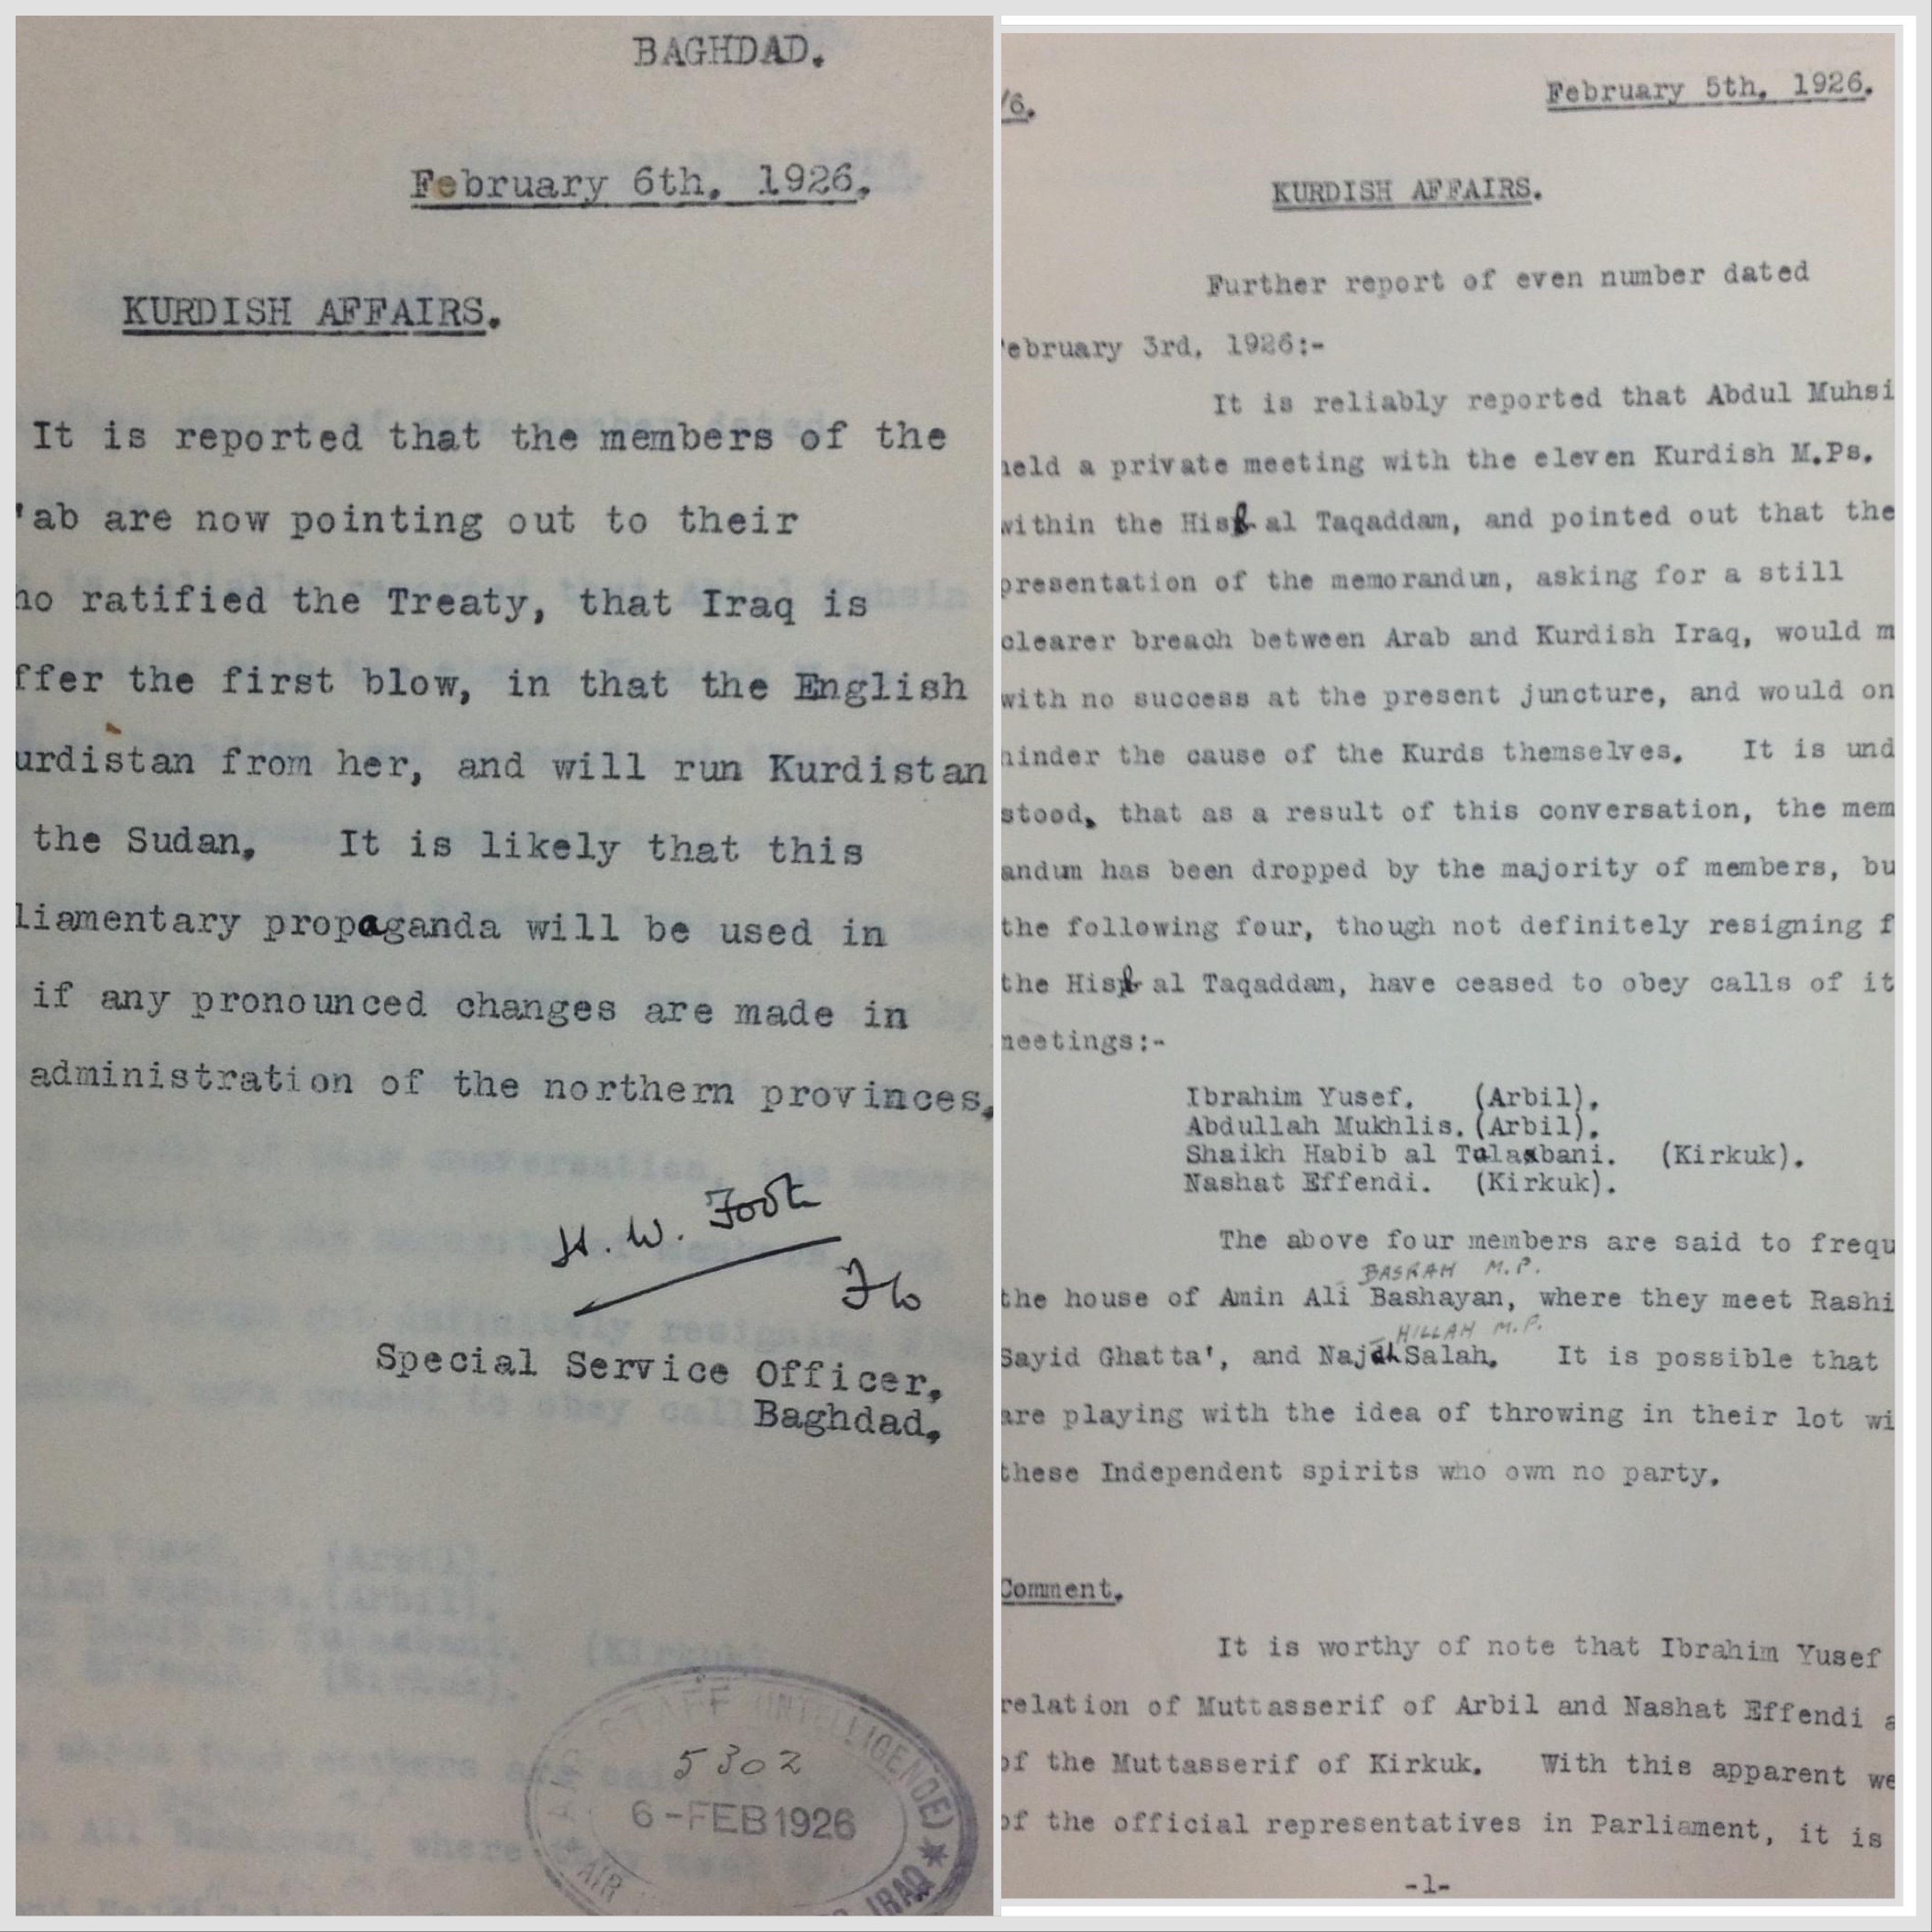 BAGHDAD.
February 6th. 1926.
KURDISH AFFAIRS.
It is reported that the members of the
'ab are now pointing out to their
ho ratified the Treaty, that Iraq is
ffer the first blow, in that the English
urdistan from her, and will run Kurdistan
the Sudan. It is likely that this
liamentary propaganda will be used in
if any pronounced changes are made in
administration of the northern provinces.
H. W. Foote
Special Service Officer,
Baghdad.
AIR STAFF (INTELLIGENCE)
5302
6-FEB 1926
IRAQ
/6.
February 5th. 1926.
KURDISH AFFAIRS.
Further report of even number dated
ebruary 3rd. 1926:-
It is reliably reported that Abdul Muhsi
held a private meeting with the eleven Kurdish M.Ps.
within the Hisb al Taqaddam, and pointed out that the
presentation of the memorandum, asking for a still
clearer breach between Arab and Kurdish Iraq, would m
with no success at the present juncture, and would on
hinder the cause of the Kurds themselves. It is und
stood, that as a result of this conversation, the mem
andum has been dropped by the majority of members, bu
the following four, though not definitely resigning f
the Hisb al Taqaddam, have ceased to obey calls of it
meetings:-
Ibrahim Yusef. (Arbil).
Abdullah Mukhlis. (Arbil).
Shaikh Habib al Talabani. (Kirkuk).
Nashat Effendi. (Kirkuk).
The above four members are said to frequ
BASRAH M.P.
the house of Amin Ali Bashayan, where they meet Rashi
HILLAH M.P.
Sayid Ghatta', and Najah Salah. It is possible that
are playing with the idea of throwing in their lot wi
these Independent spirits who own no party.
Comment.
It is worthy of note that Ibrahim Yusef
relation of Muttasserif of Arbil and Nashat Effendi a
of the Muttasserif of Kirkuk. With this apparent we
of the official representatives in Parliament, it is
-1-